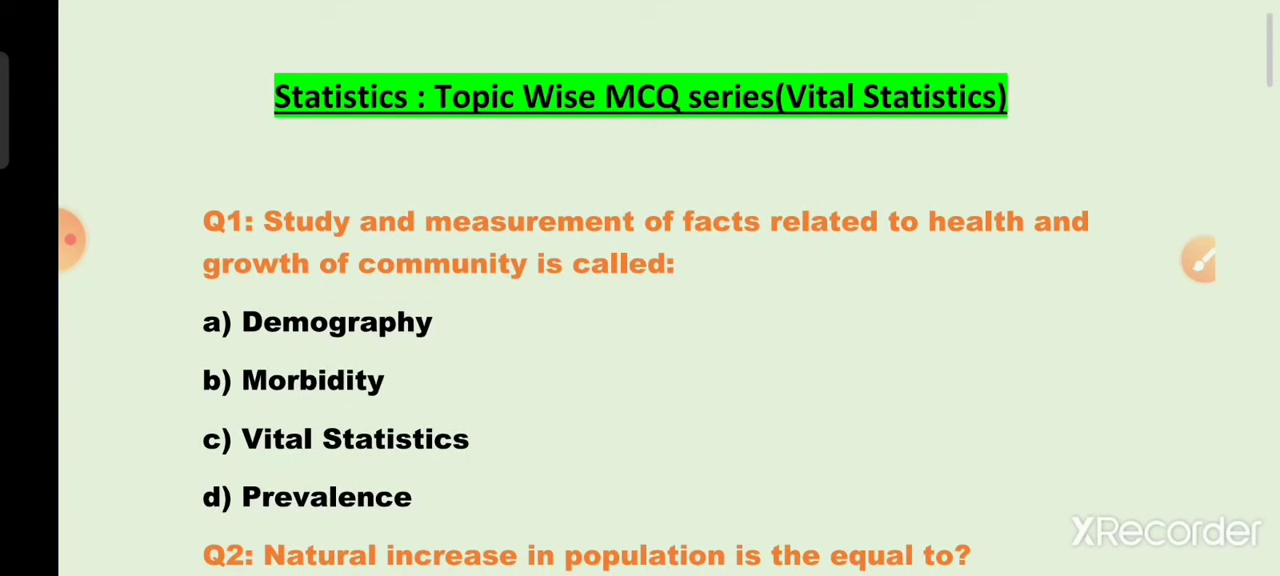 Statistics : Topic Wise MCQ series(Vital Statistics)
Q1: Study and measurement of facts related to health and
growth of community is called:
a) Demography
b) Morbidity
c) Vital Statistics
d) Prevalence
Q2: Natural increase in population is the equal to?
XRecorder